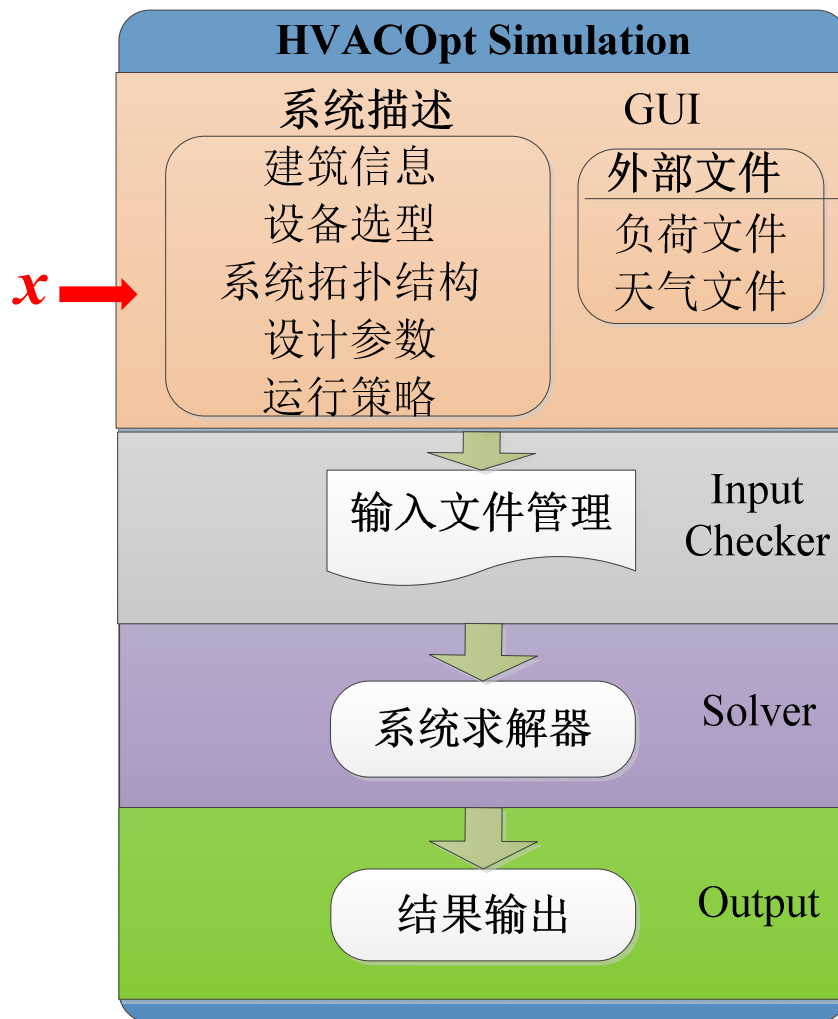 HVACOpt Simulation
系统描述
GUI
建筑信息
设备选型
系统拓扑结构
设计参数
运行策略
外部文件
负荷文件
天气文件
x
输入文件管理
Input
Checker
系统求解器
Solver
结果输出
Output